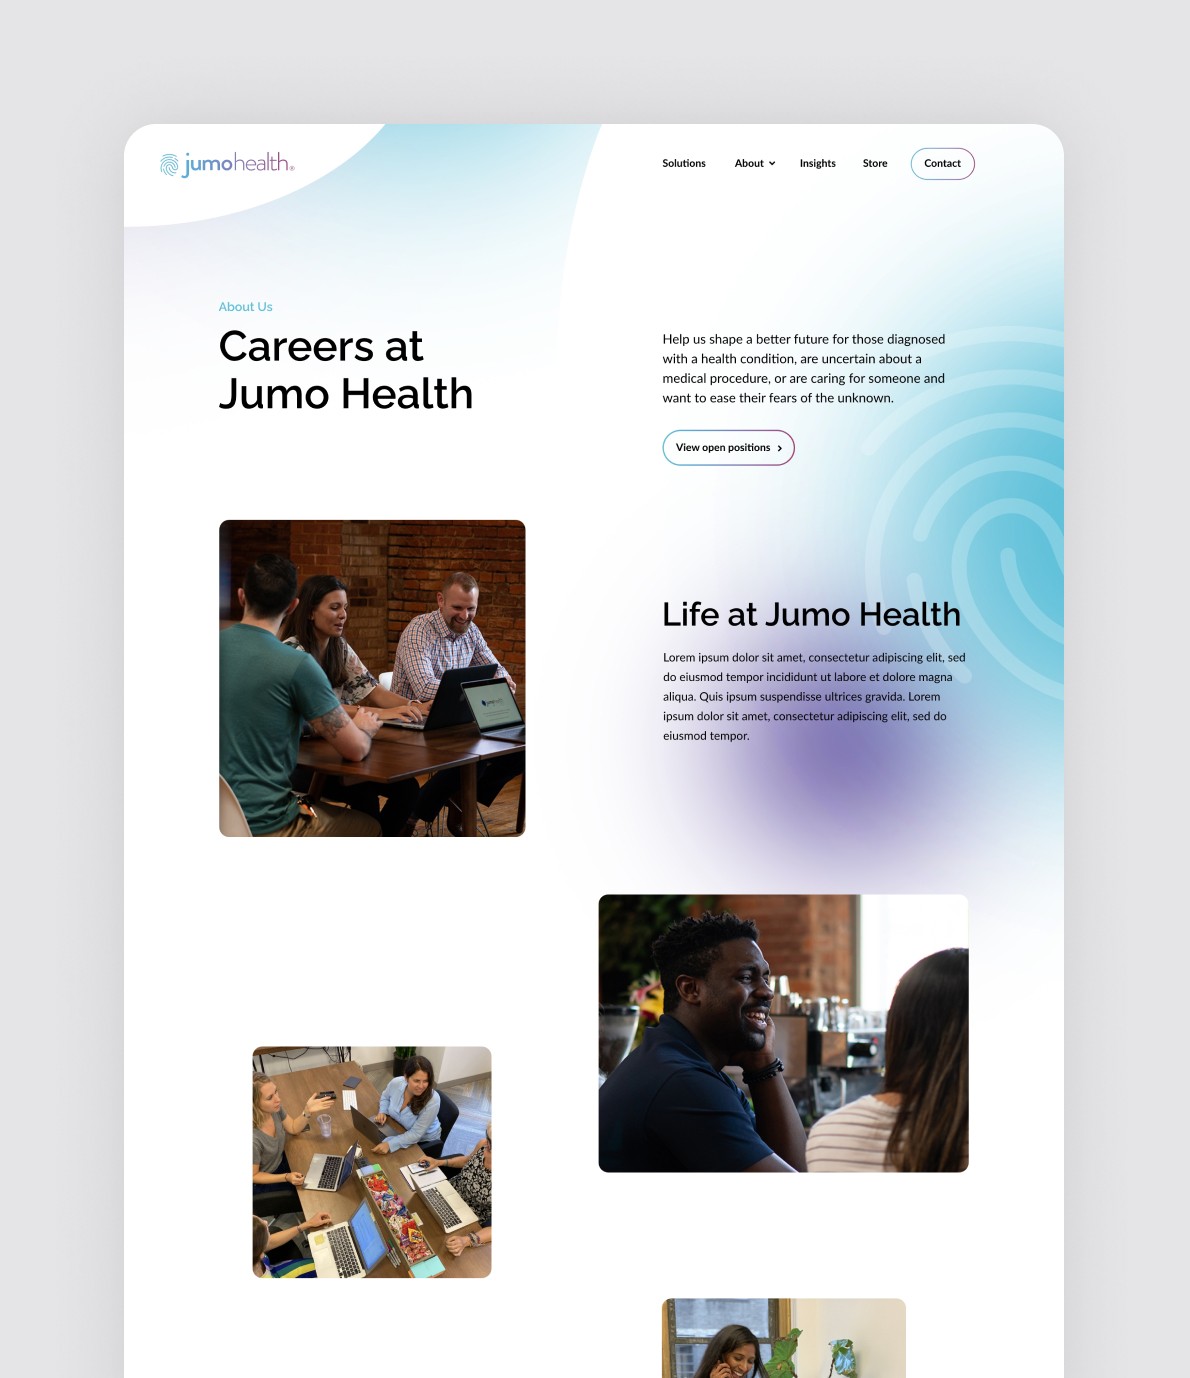 jumohealth®
Solutions
About
Insights
Store
Contact
About Us
Careers at
Jumo Health
Help us shape a better future for those diagnosed
with a health condition, are uncertain about a
medical procedure, or are caring for someone and
want to ease their fears of the unknown.
View open positions
Life at Jumo Health
Lorem ipsum dolor sit amet, consectetur adipiscing elit, sed
do eiusmod tempor incididunt ut labore et dolore magna
aliqua. Quis ipsum suspendisse ultrices gravida. Lorem
ipsum dolor sit amet, consectetur adipiscing elit, sed do
eiusmod tempor.